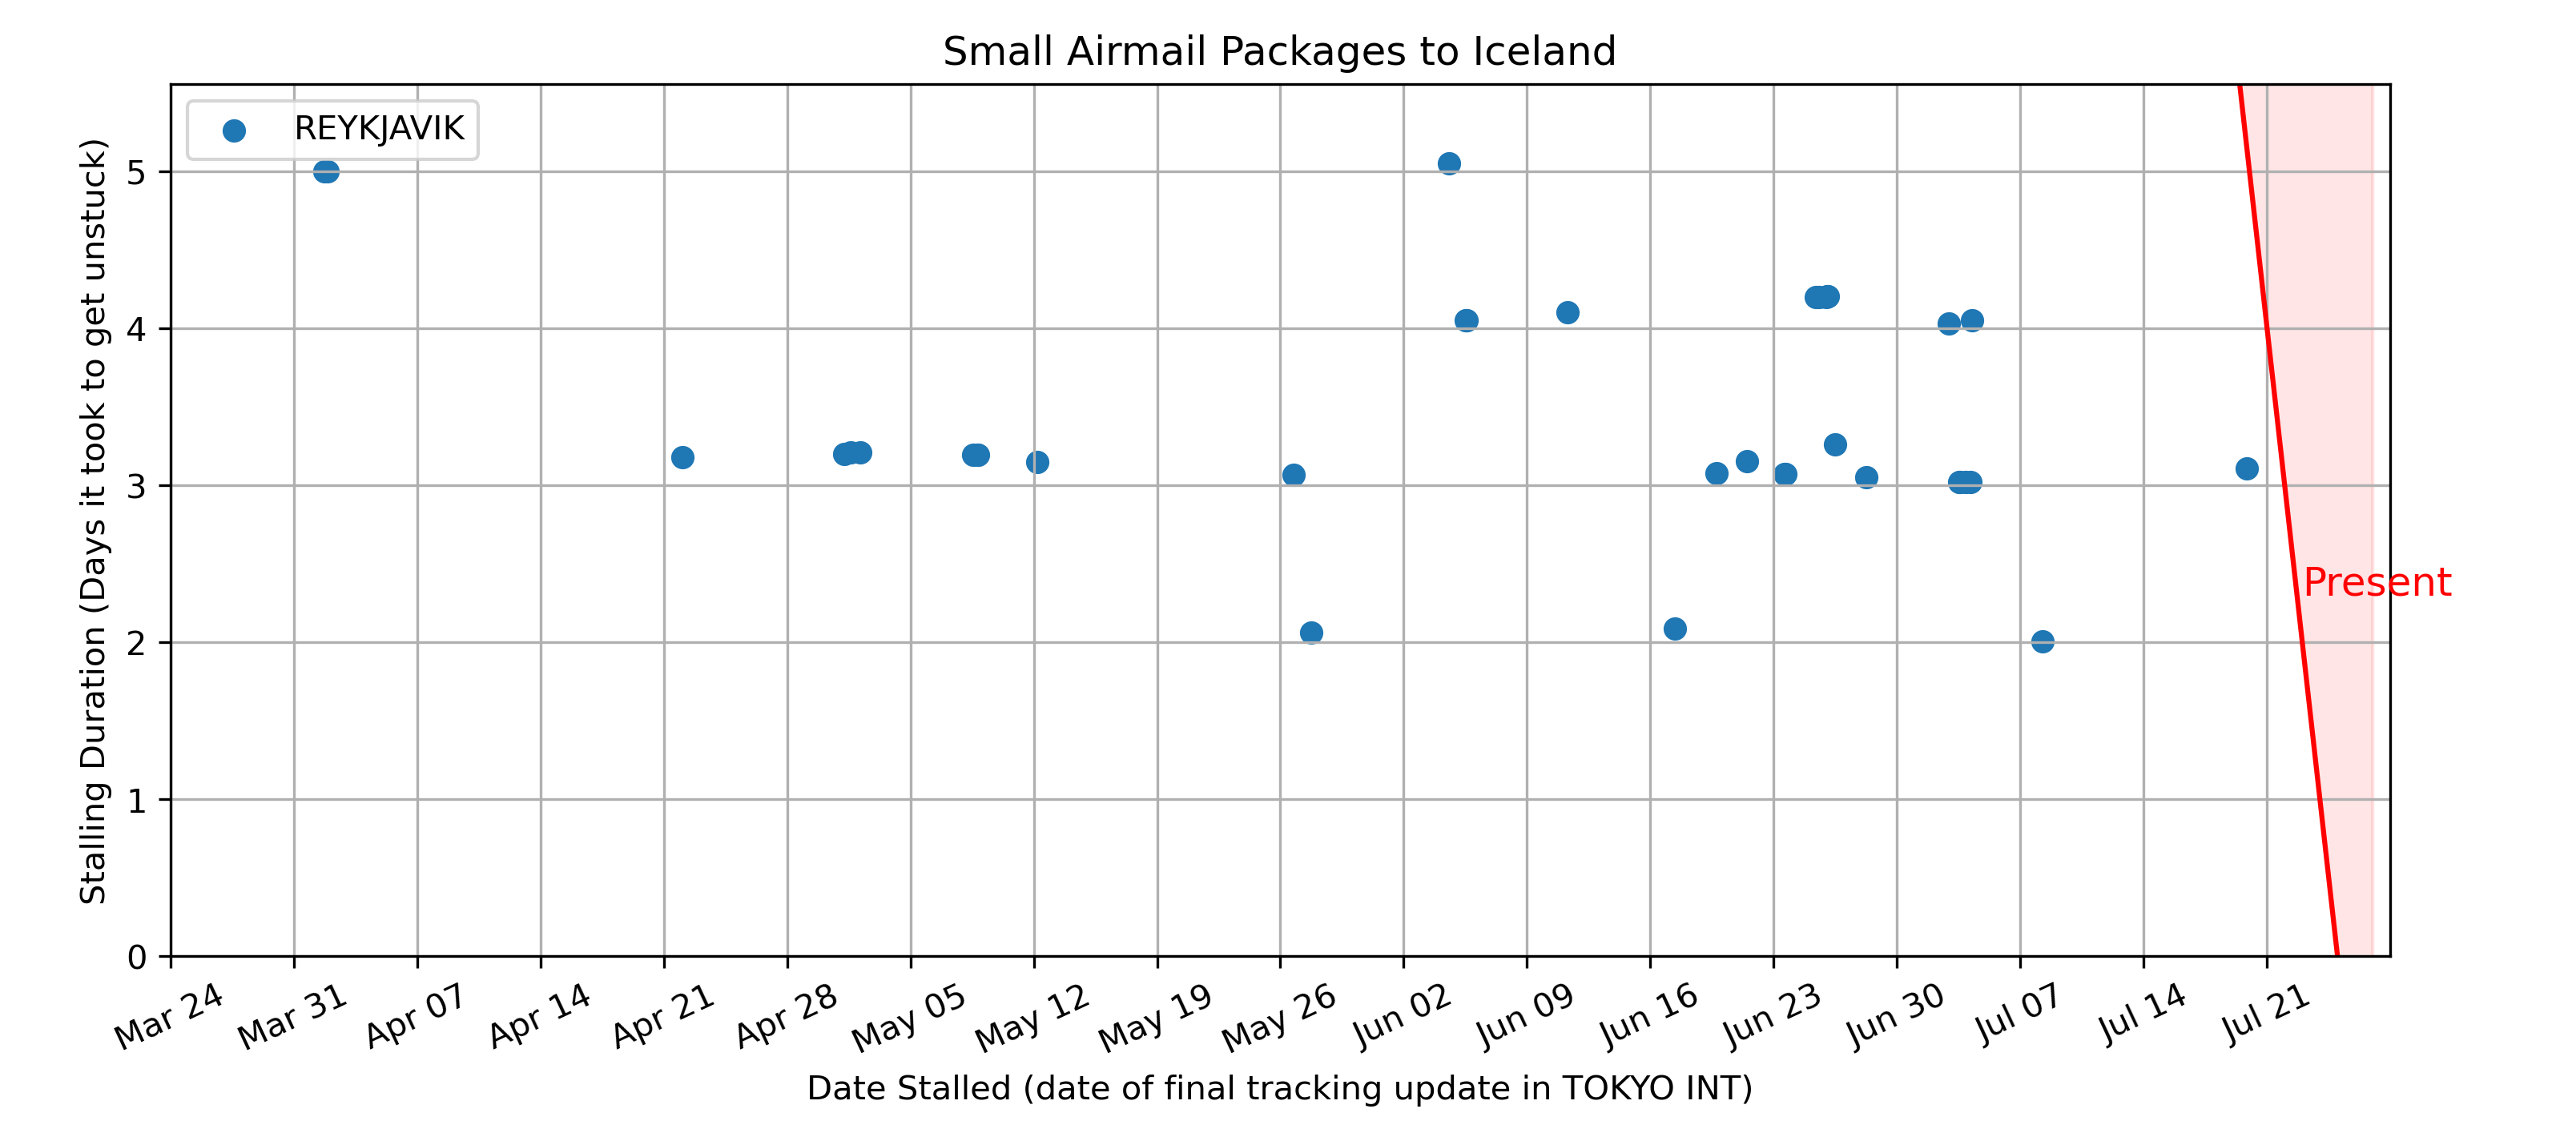 Small Airmail Packages to Iceland
REYKJAVIK
Stalling Duration (Days it took to get unstuck)
5
4
3
2
1
0
Present
Mar 24
Mar 31
Apr 07
Apr 14
Apr 21
Apr 28
May 05
May 12
May 19
May 26
Jun 02
Jun 09
Jun 16
Jun 23
Jun 30
Jul 07
Jul 14
Jul 21
Date Stalled (date of final tracking update in TOKYO INT)